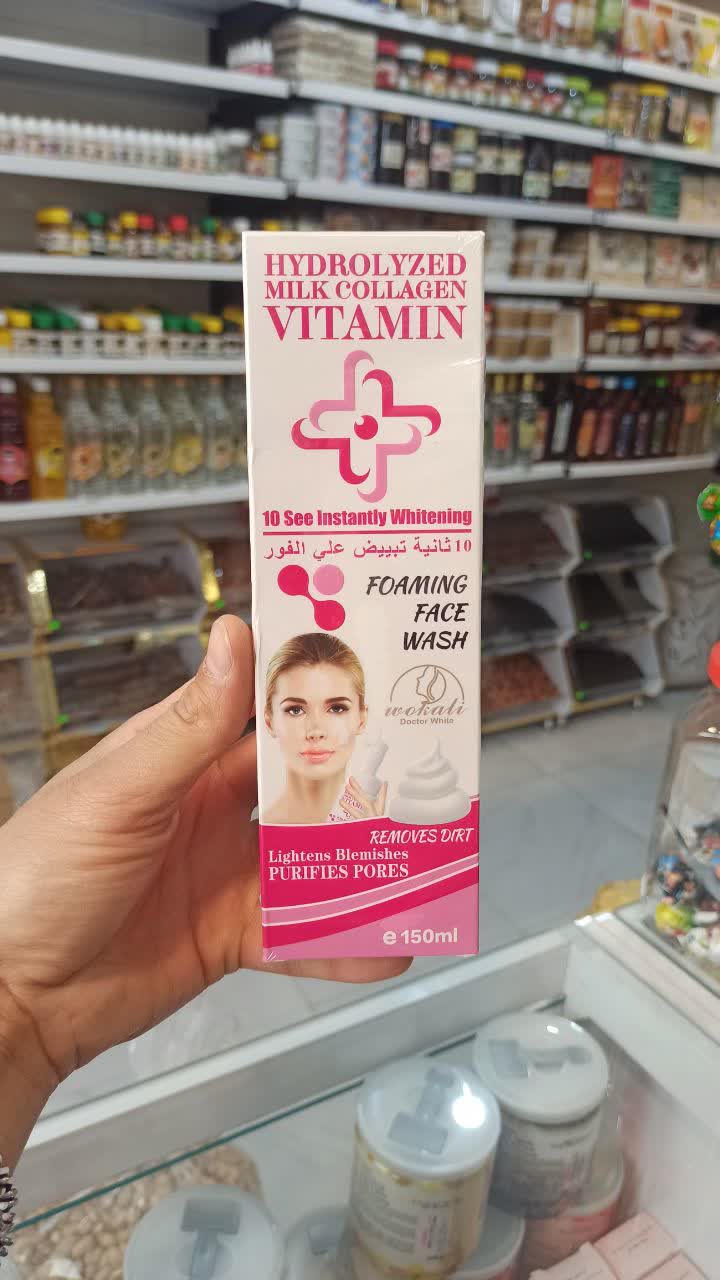 HYDROLYZED
MILK COLLAGEN
VITAMIN
10 See Instantly Whitening
10 ثانية تبييض علي الفور
FOAMING
FACE
WASH
wokali
Doctor White
REMOVES DIRT
Lightens Blemishes
PURIFIES PORES
e 150ml